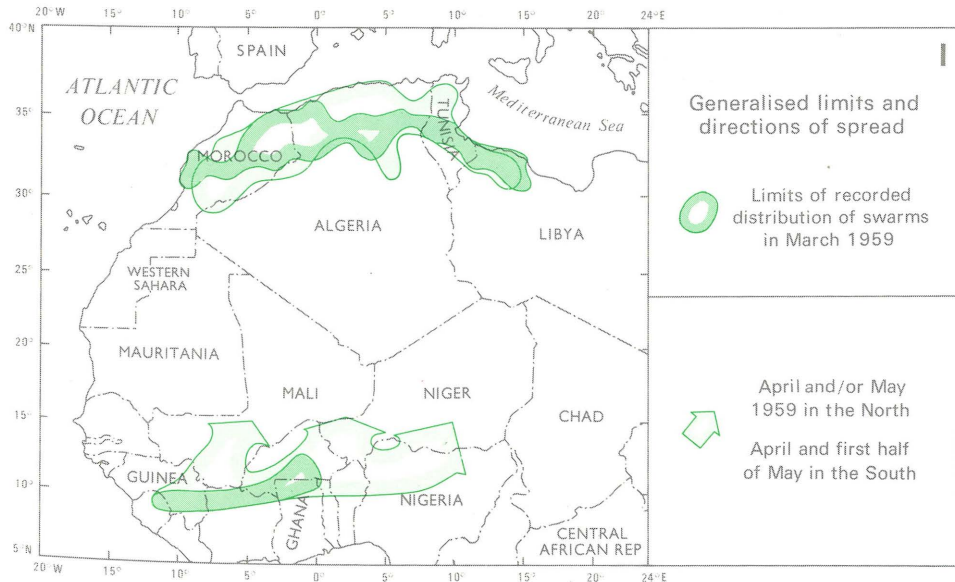 20° W 15° 10° 5° 0° 5° 10° 15° 20° 24° E
40° N
SPAIN
ATLANTIC
OCEAN
Mediterranean Sea
35°
TUNISIA
MOROCCO
30°
ALGERIA
LIBYA
25°
WESTERN
SAHARA
20°
MAURITANIA
MALI
NIGER
15°
CHAD
GUINEA
10°
NIGERIA
GHANA
CENTRAL
AFRICAN REP
5° N
20° W 15° 10° 5° 0° 5° 10° 15° 20° 24° E
I
Generalised limits and
directions of spread
Limits of recorded
distribution of swarms
in March 1959
April and/or May
1959 in the North
April and first half
of May in the South